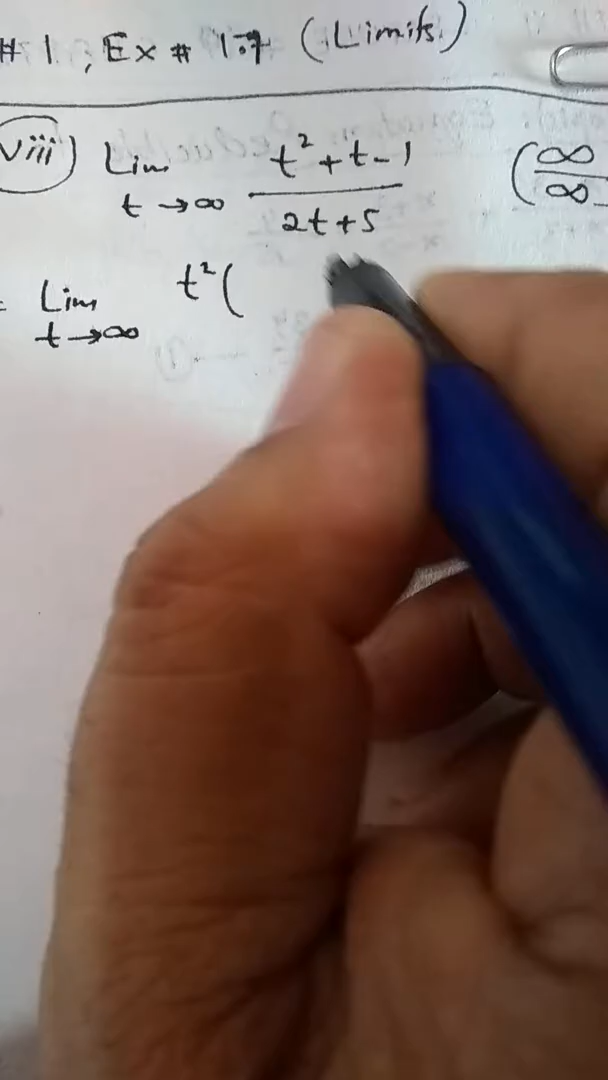 # 1, Ex # 1.7 (Limits)
viii) Lim t→∞ t²+t-1 / 2t+5 (∞/∞
= Lim t→∞ t²(